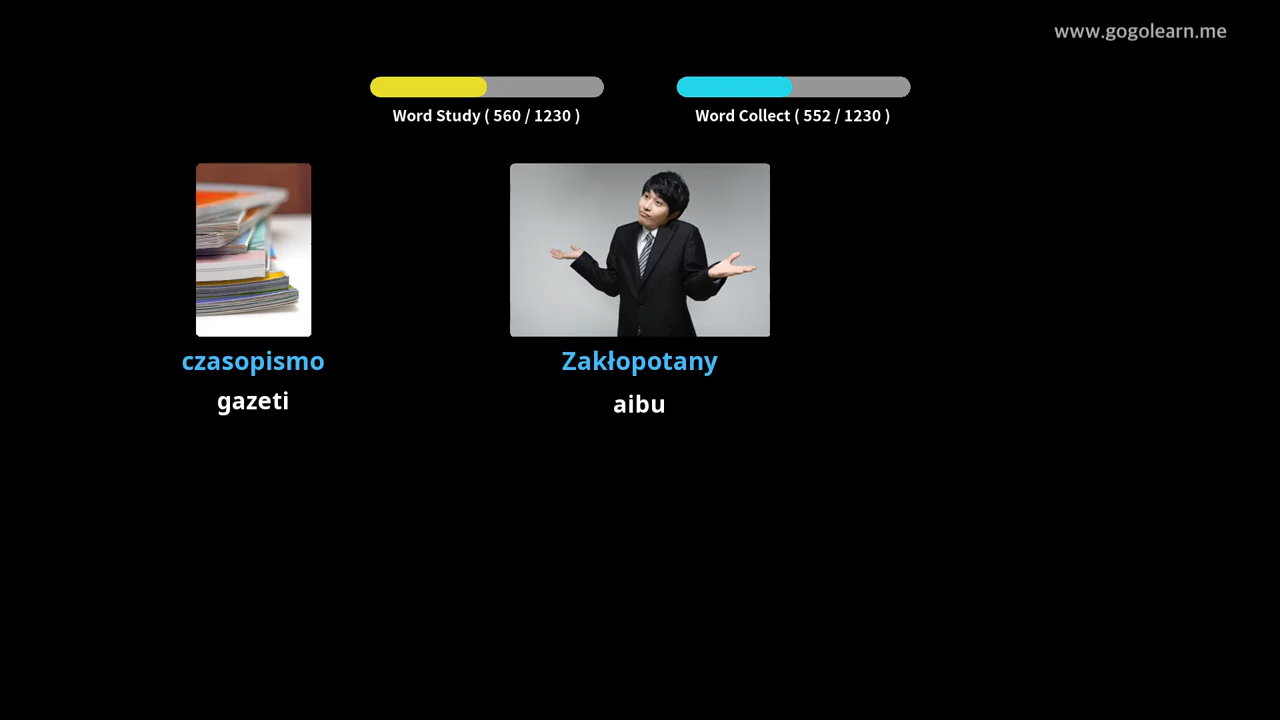 www.gogolearn.me
Word Study ( 560 / 1230 )
Word Collect ( 552 / 1230 )
czasopismo
gazeti
Zakłopotany
aibu